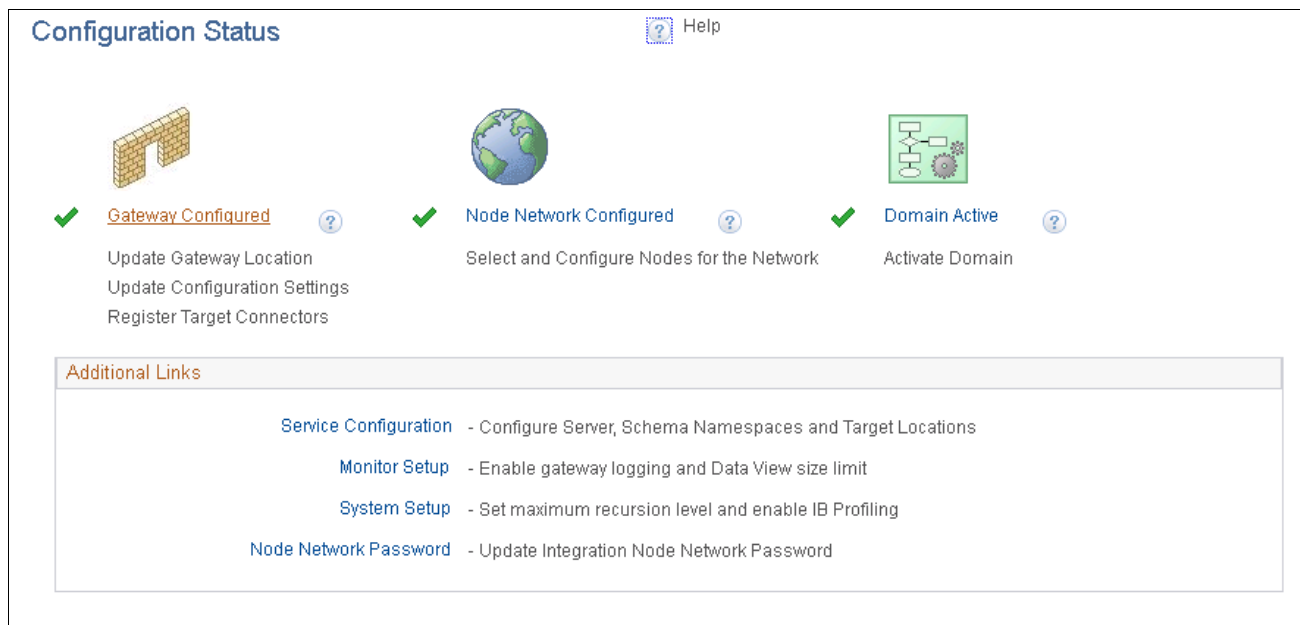 Configuration Status
Help
Gateway Configured
Update Gateway Location
Update Configuration Settings
Register Target Connectors
Node Network Configured
Select and Configure Nodes for the Network
Domain Active
Activate Domain
Additional Links
Service Configuration - Configure Server, Schema Namespaces and Target Locations
Monitor Setup - Enable gateway logging and Data View size limit
System Setup - Set maximum recursion level and enable IB Profiling
Node Network Password - Update Integration Node Network Password